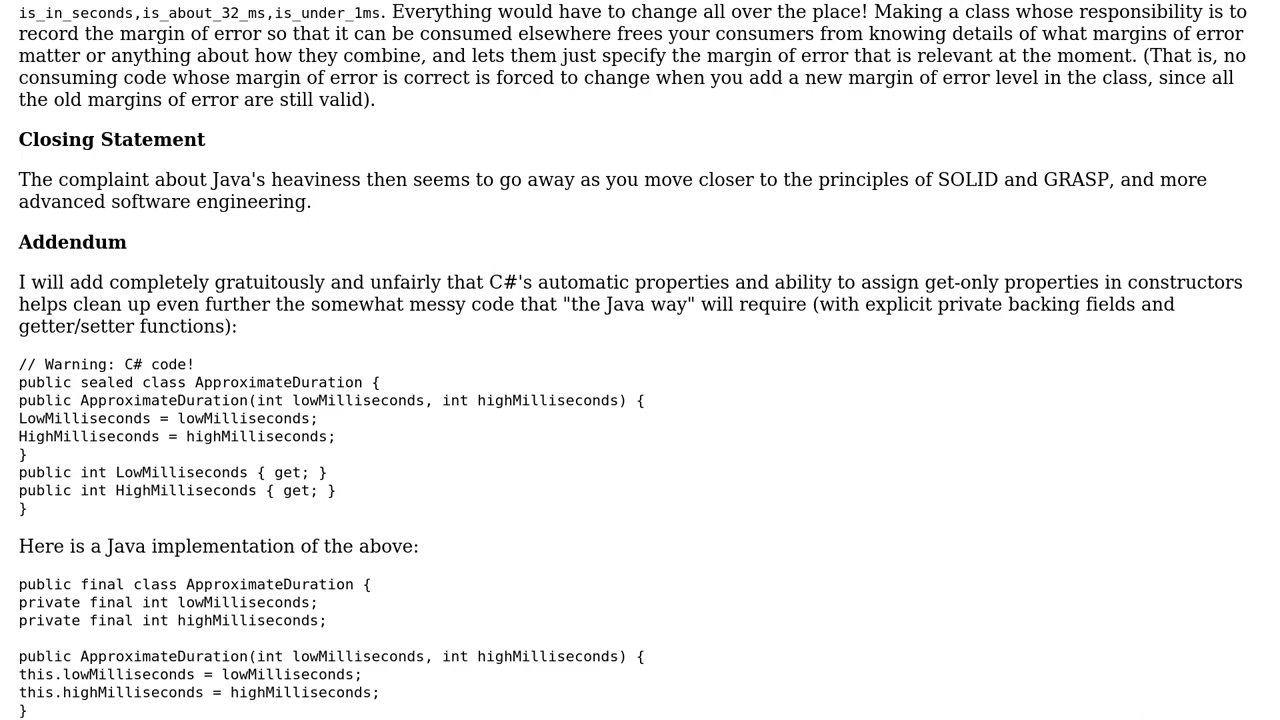 is_in_seconds,is_about_32_ms,is_under_1ms. Everything would have to change all over the place! Making a class whose responsibility is to
record the margin of error so that it can be consumed elsewhere frees your consumers from knowing details of what margins of error
matter or anything about how they combine, and lets them just specify the margin of error that is relevant at the moment. (That is, no
consuming code whose margin of error is correct is forced to change when you add a new margin of error level in the class, since all
the old margins of error are still valid).
Closing Statement
The complaint about Java's heaviness then seems to go away as you move closer to the principles of SOLID and GRASP, and more
advanced software engineering.
Addendum
I will add completely gratuitously and unfairly that C#'s automatic properties and ability to assign get-only properties in constructors
helps clean up even further the somewhat messy code that "the Java way" will require (with explicit private backing fields and
getter/setter functions):
// Warning: C# code!
public sealed class ApproximateDuration {
public ApproximateDuration(int lowMilliseconds, int highMilliseconds) {
LowMilliseconds = lowMilliseconds;
HighMilliseconds = highMilliseconds;
}
public int LowMilliseconds { get; }
public int HighMilliseconds { get; }
}
Here is a Java implementation of the above:
public final class ApproximateDuration {
private final int lowMilliseconds;
private final int highMilliseconds;
public ApproximateDuration(int lowMilliseconds, int highMilliseconds) {
this.lowMilliseconds = lowMilliseconds;
this.highMilliseconds = highMilliseconds;
}